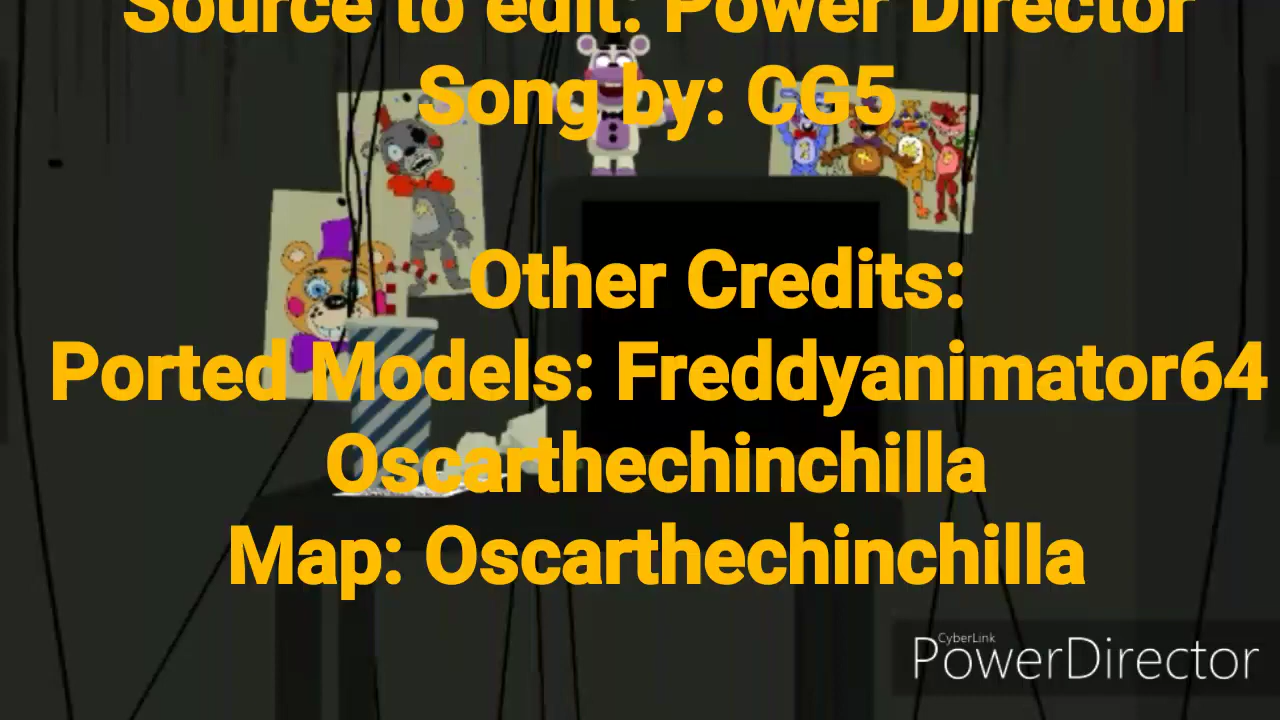 Source to edit: Power Director
Song by: CG5
Other Credits:
Ported Models: Freddyanimator64
Oscarthechinchilla
Map: Oscarthechinchilla
CyberLink
PowerDirector